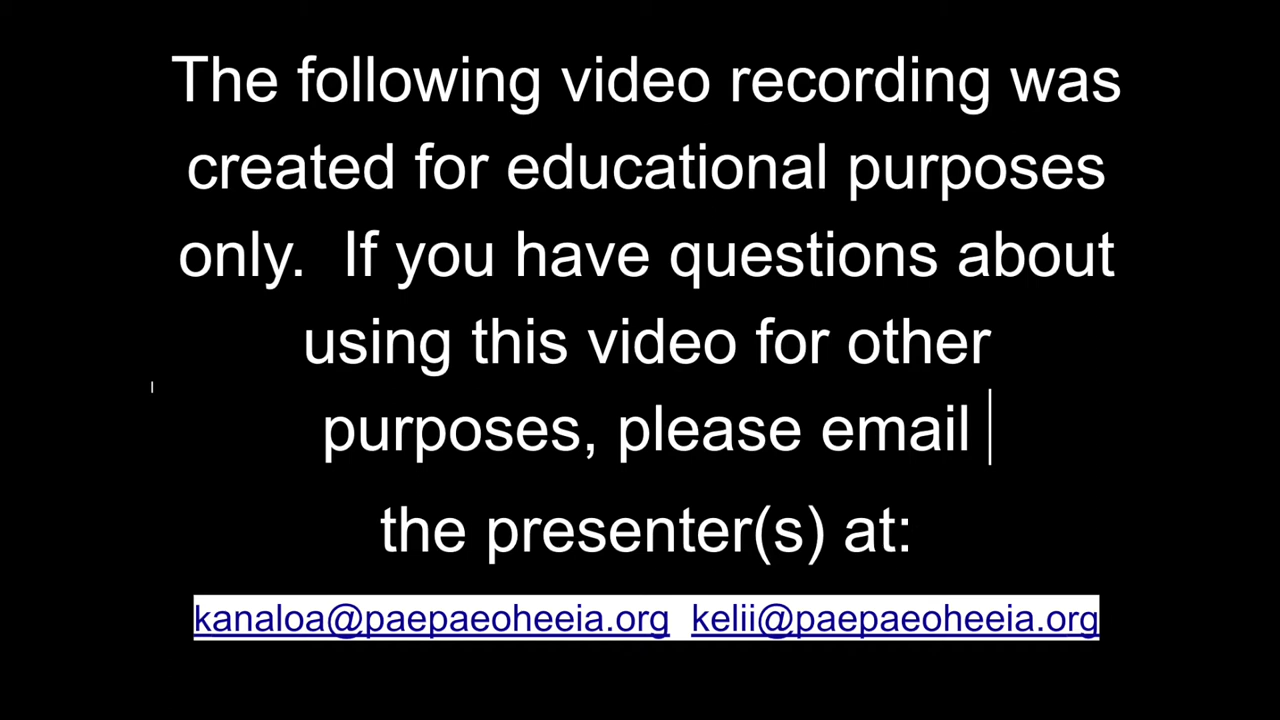 The following video recording was
created for educational purposes
only.  If you have questions about
using this video for other
purposes, please email
the presenter(s) at:
kanaloa@paepaeoheeia.org  kelii@paepaeoheeia.org